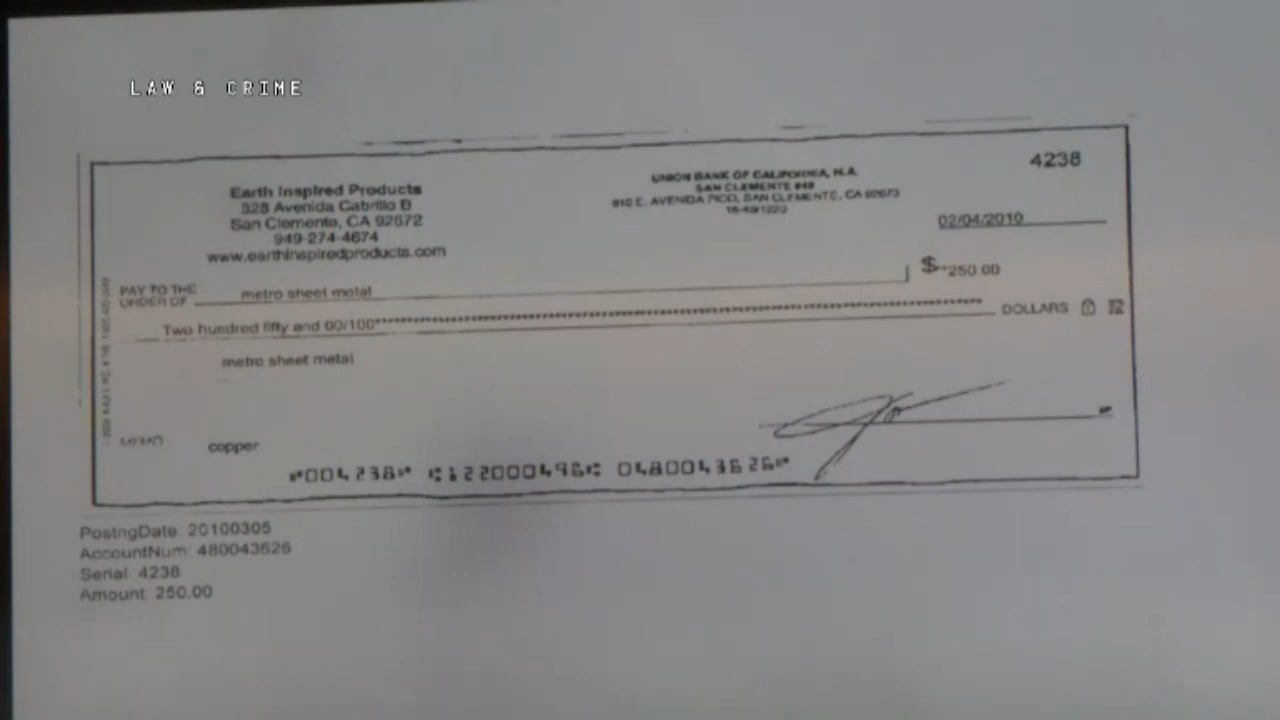 LAW & CRIME
4238
Earth Inspired Products
328 Avenida Cabrillo B
San Clemente, CA 92672
949-274-4674
www.earthinspiredproducts.com
UNION BANK OF CALIFORNIA, N.A.
SAN CLEMENTE #48
910 E. AVENIDA PICO, SAN CLEMENTE, CA 92673
16-49/1220
02/04/2010
PAY TO THE
ORDER OF metro sheet metal $ **250.00
Two hundred fifty and 00/100 DOLLARS
metro sheet metal
MEMO copper
004238 122000496 0480043626
PostngDate: 20100305
AccountNum: 480043626
Serial: 4238
Amount: 250.00